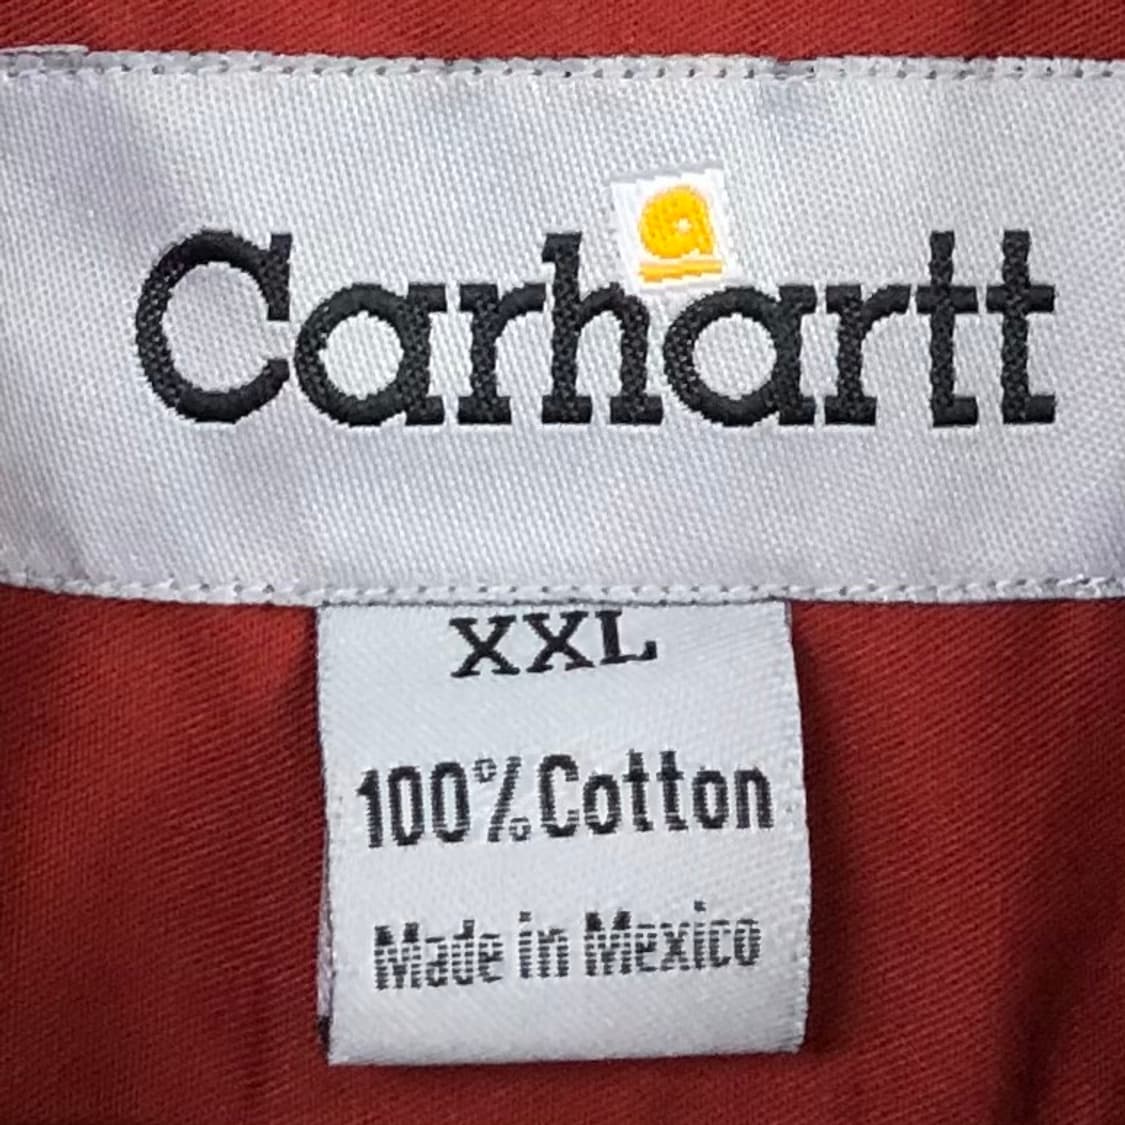 Carhartt
XXL
100% Cotton
Made in Mexico